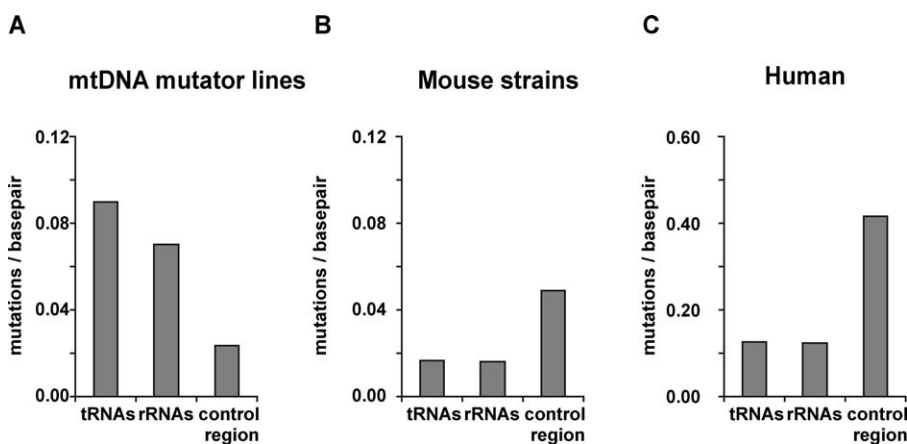 A
B
C
mtDNA mutator lines
Mouse strains
Human
mutations / basepair
0.12
0.08
0.04
0.00
tRNAs rRNAs control
region
mutations / basepair
0.12
0.08
0.04
0.00
tRNAs rRNAs control
region
mutations / basepair
0.60
0.40
0.20
0.00
tRNAs rRNAs control
region